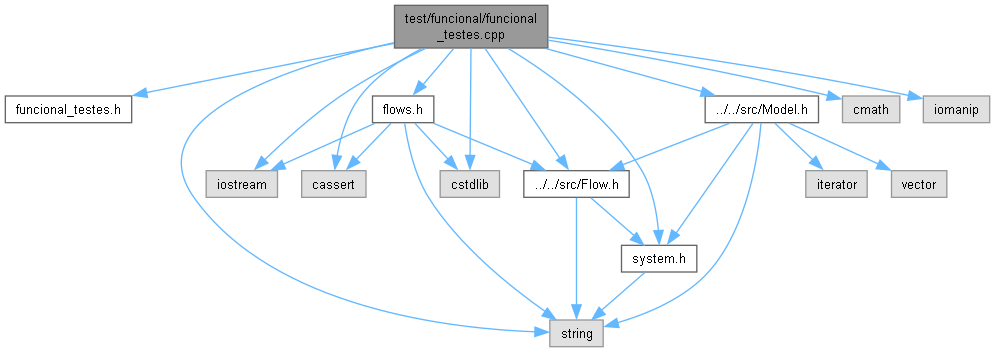 test/funcional/funcional
_testes.cpp
funcional_testes.h
flows.h
../../src/Model.h
cmath
iomanip
iostream
cassert
cstdlib
../../src/Flow.h
iterator
vector
system.h
string